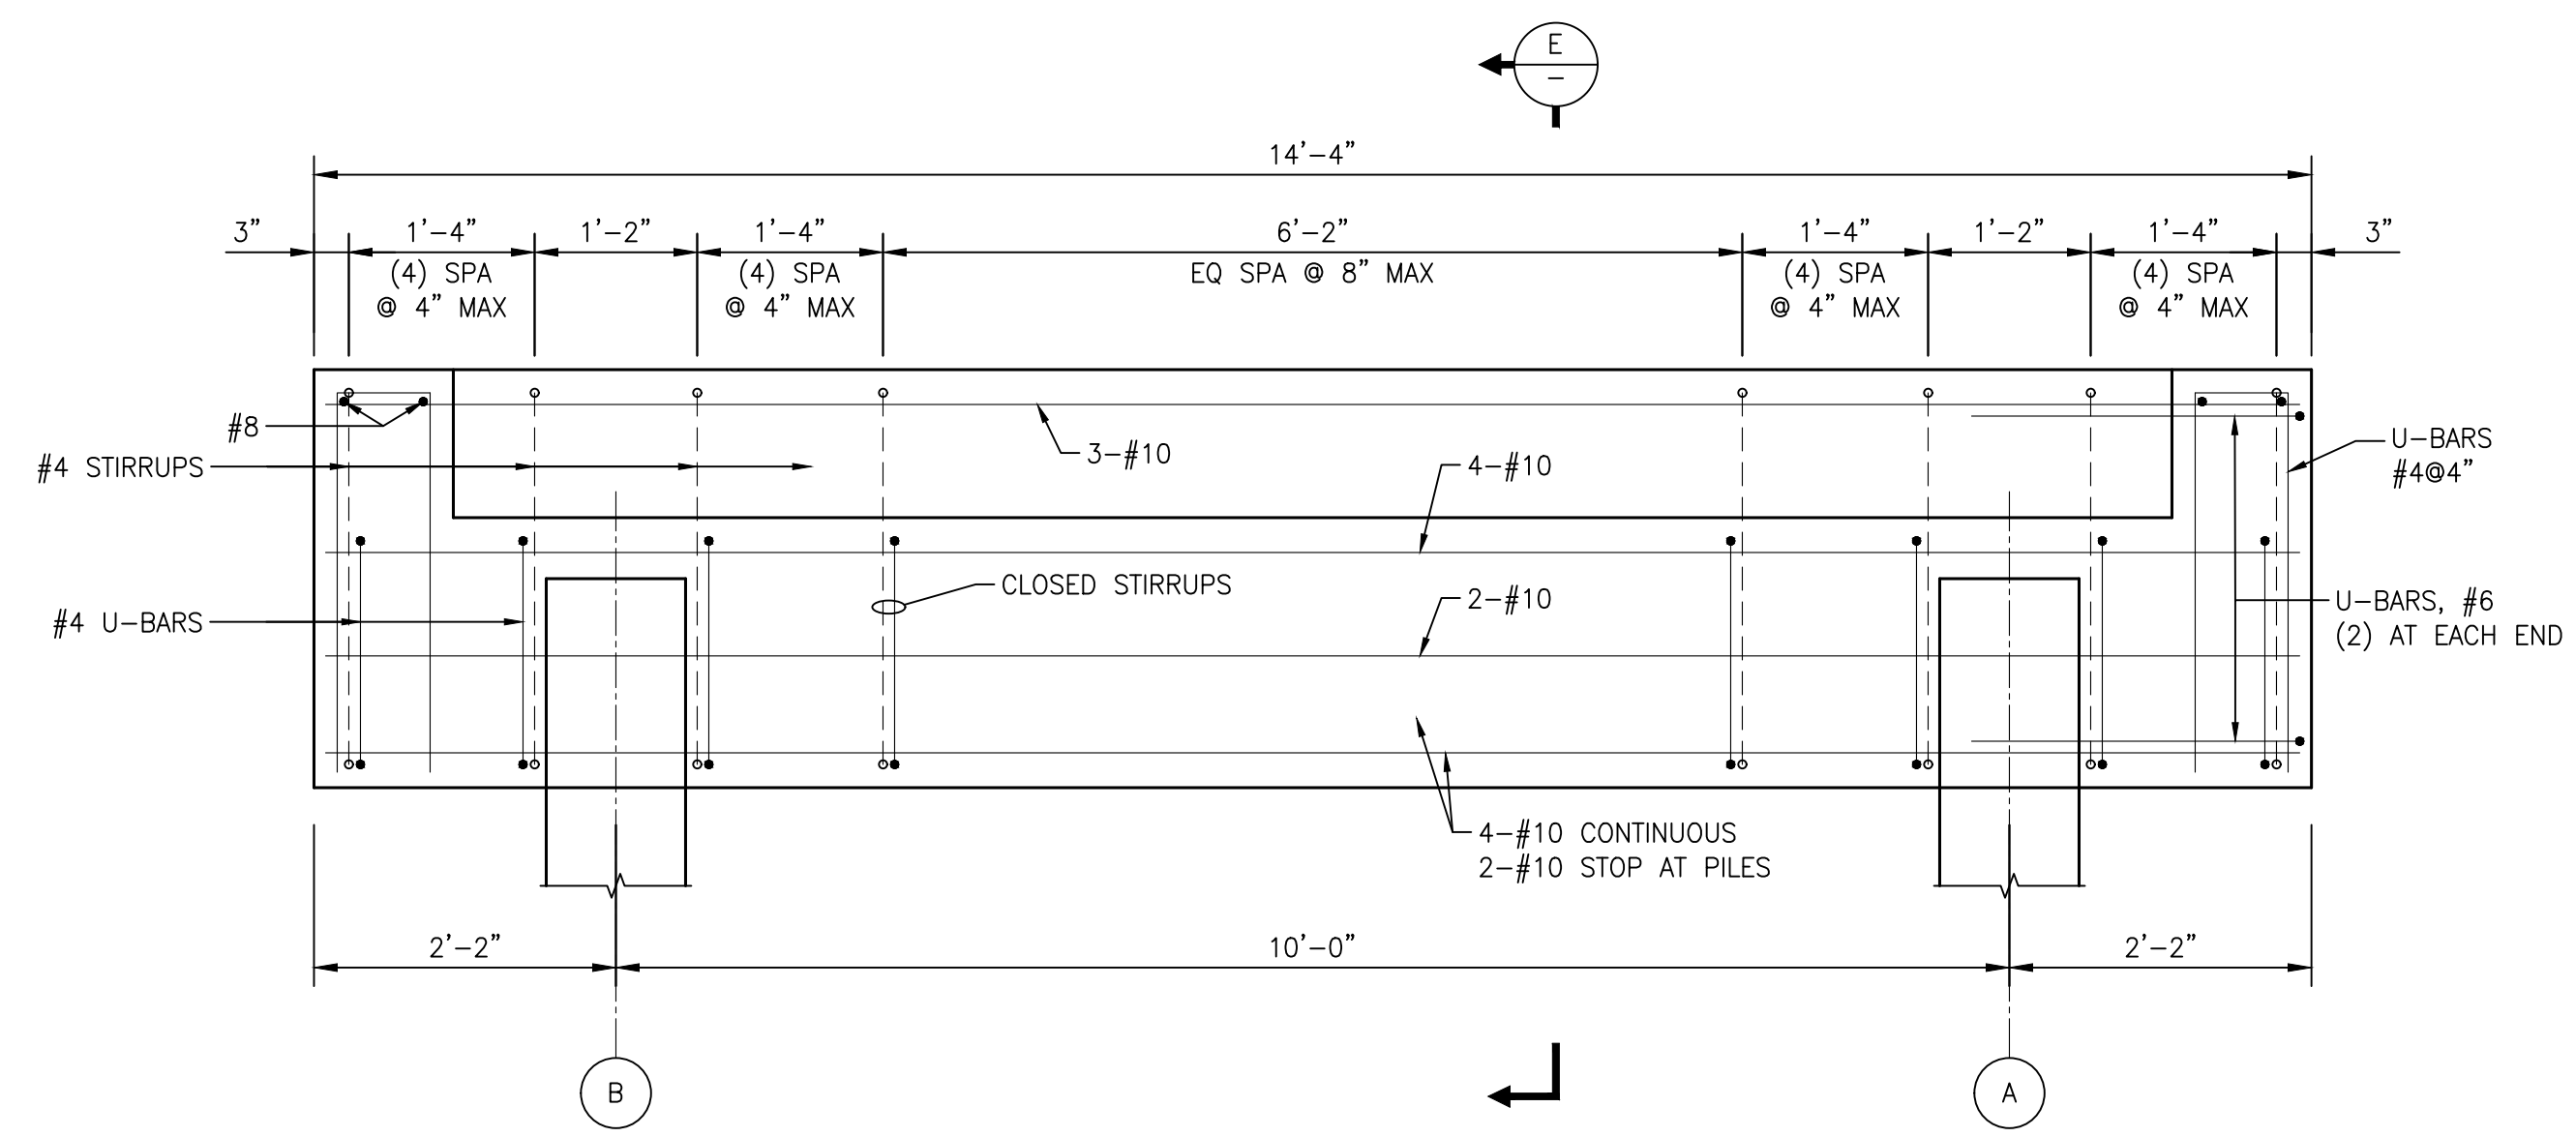 E
–
14'-4"
3"
1'-4"
1'-2"
1'-4"
6'-2"
1'-4"
1'-2"
1'-4"
3"
(4) SPA
@ 4" MAX
(4) SPA
@ 4" MAX
EQ SPA @ 8" MAX
(4) SPA
@ 4" MAX
(4) SPA
@ 4" MAX
#8
#4 STIRRUPS
3-#10
4-#10
U-BARS
#4@4"
#4 U-BARS
CLOSED STIRRUPS
2-#10
U-BARS, #6
(2) AT EACH END
4-#10 CONTINUOUS
2-#10 STOP AT PILES
2'-2"
10'-0"
2'-2"
B
A